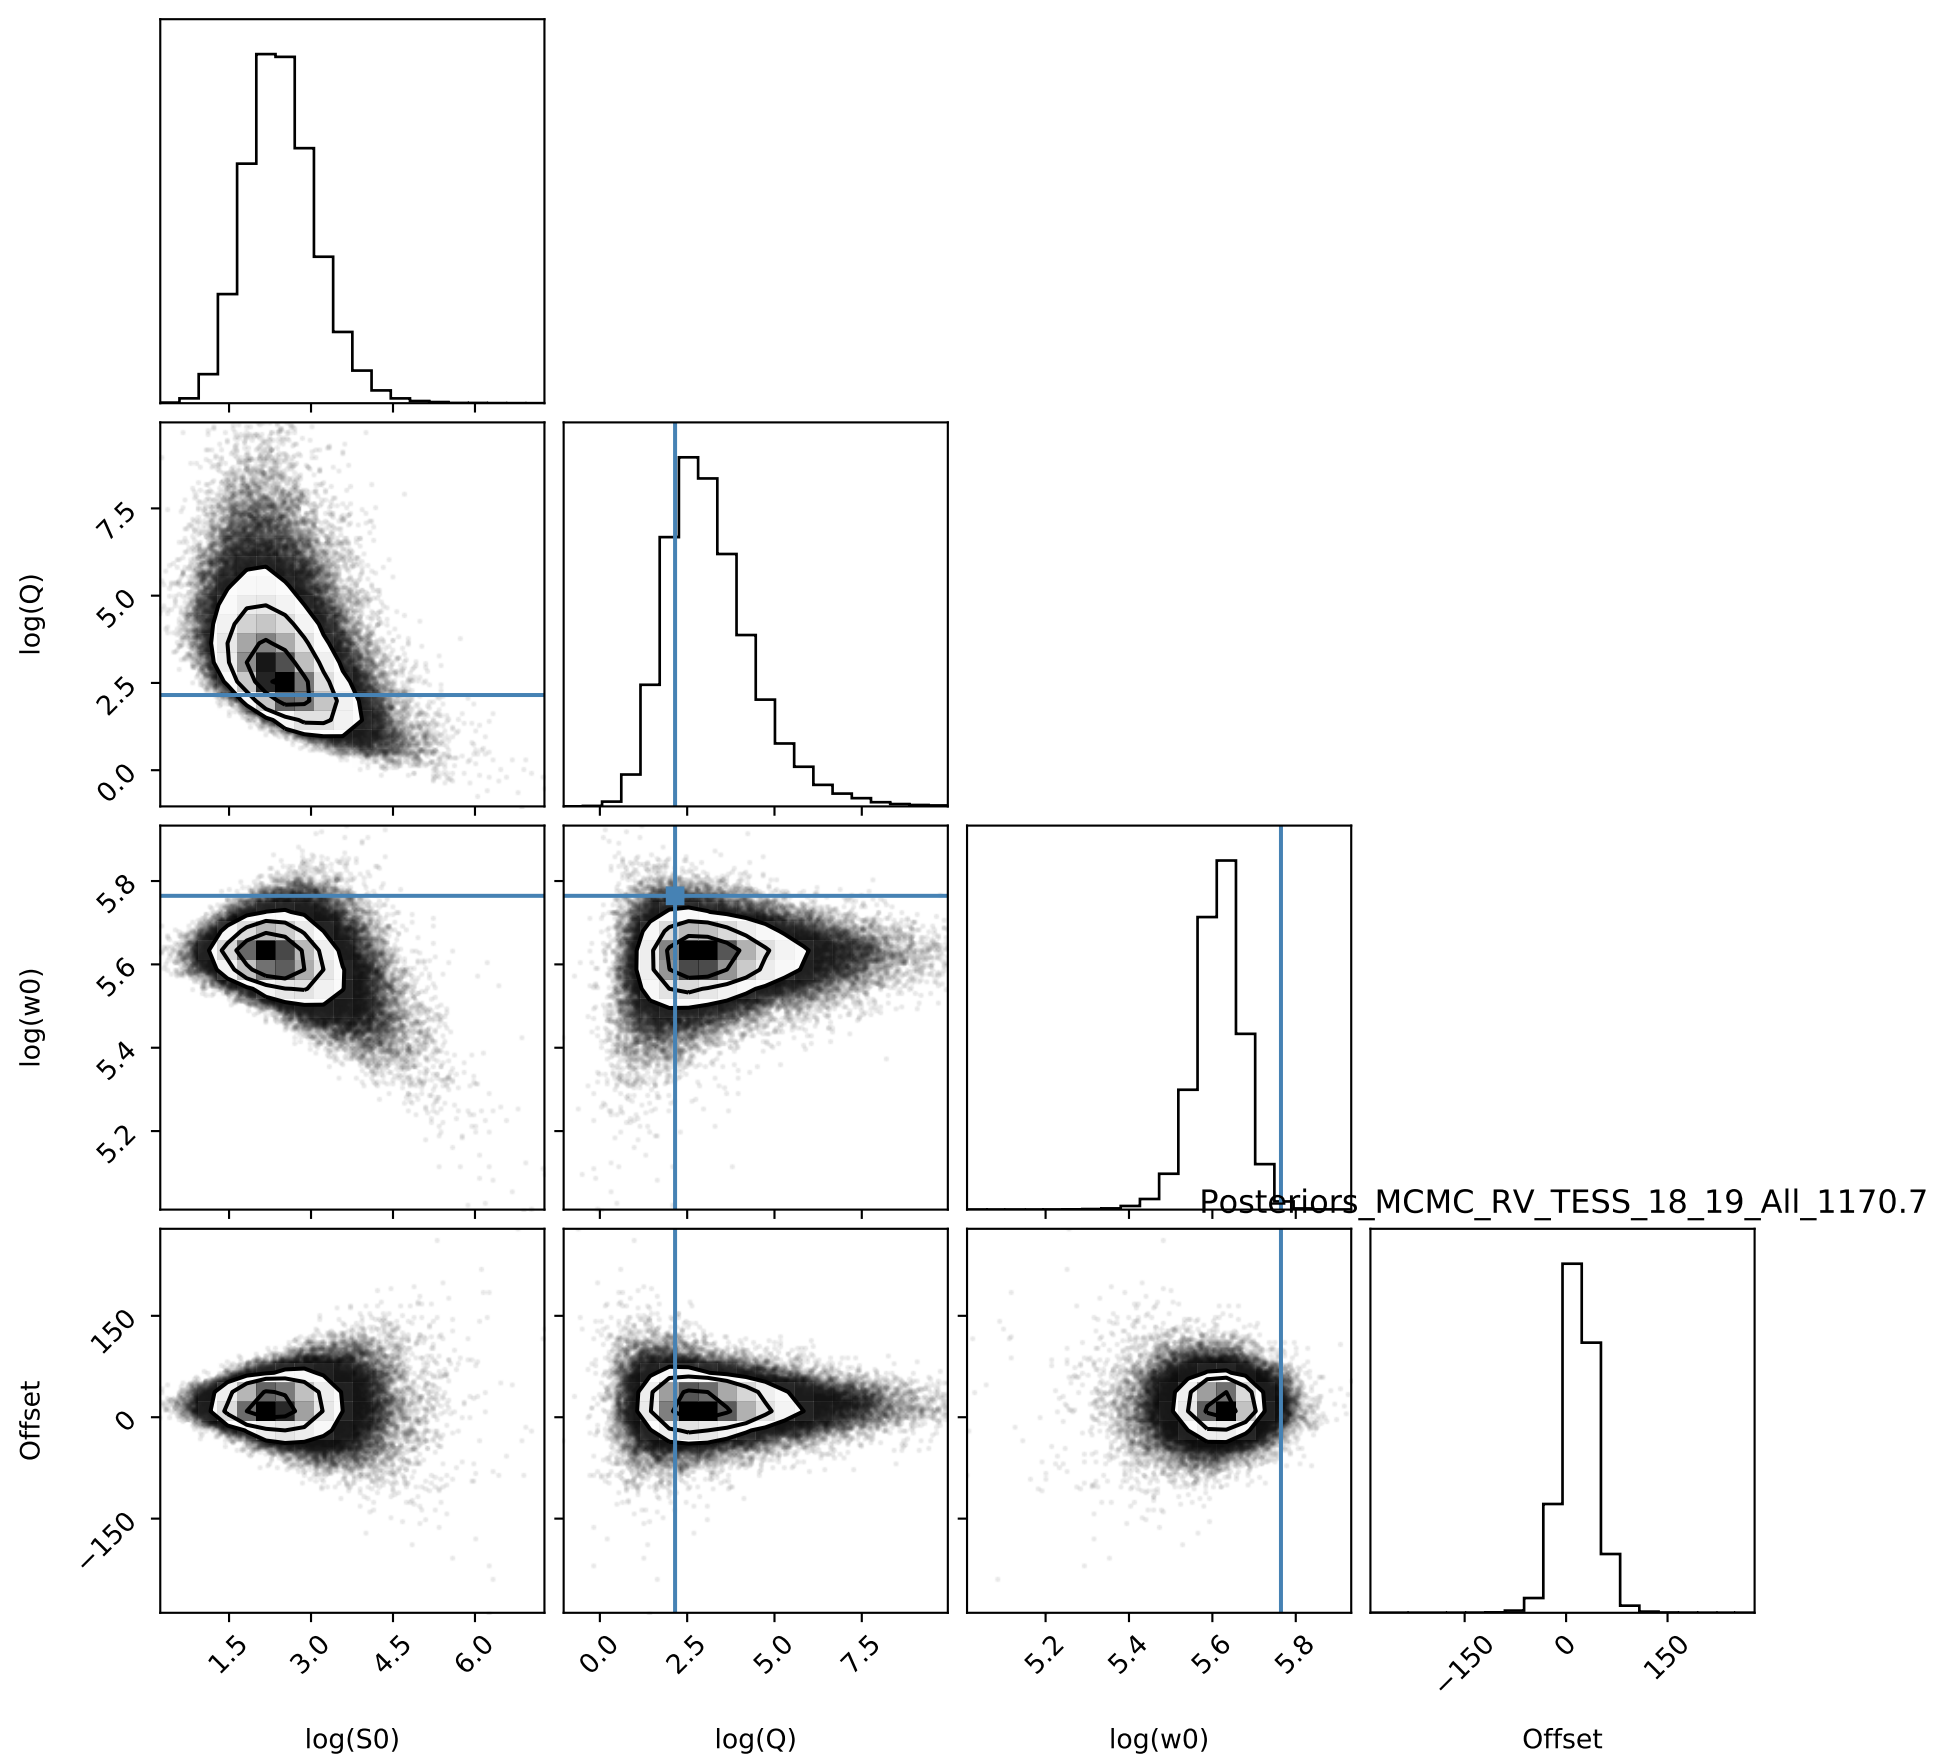 log(Q)
7.5
5.0
2.5
0.0
log(w0)
5.8
5.6
5.4
5.2
Posteriors_MCMC_RV_TESS_18_19_All_1170.7
Offset
150
0
−150
1.5 3.0 4.5 6.0 0.0 2.5 5.0 7.5 5.2 5.4 5.6 5.8 −150 0 150
log(S0) log(Q) log(w0) Offset